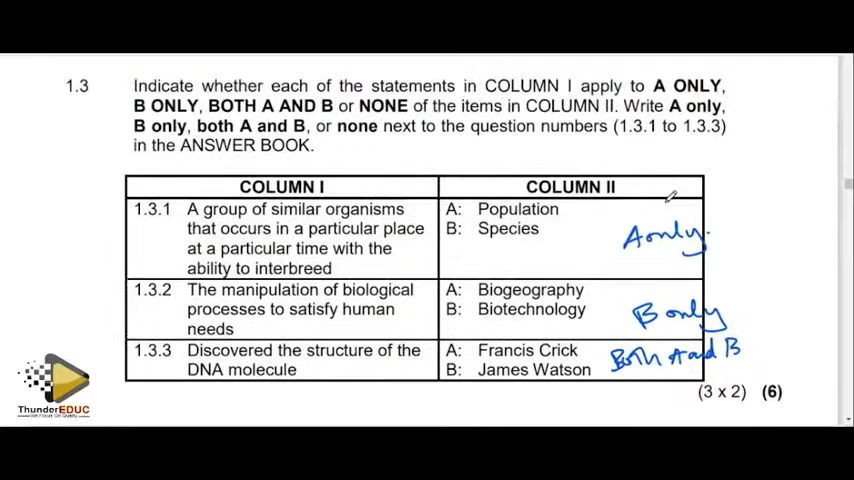 1.3 Indicate whether each of the statements in COLUMN I apply to A ONLY,
B ONLY, BOTH A AND B or NONE of the items in COLUMN II. Write A only,
B only, both A and B, or none next to the question numbers (1.3.1 to 1.3.3)
in the ANSWER BOOK.
COLUMN I COLUMN II
1.3.1 A group of similar organisms A: Population
that occurs in a particular place B: Species
at a particular time with the A only
ability to interbreed
1.3.2 The manipulation of biological A: Biogeography
processes to satisfy human B: Biotechnology B only
needs
1.3.3 Discovered the structure of the A: Francis Crick Both A and B
DNA molecule B: James Watson
(3 x 2) (6)
ThunderEDUC
We Focus On Quality